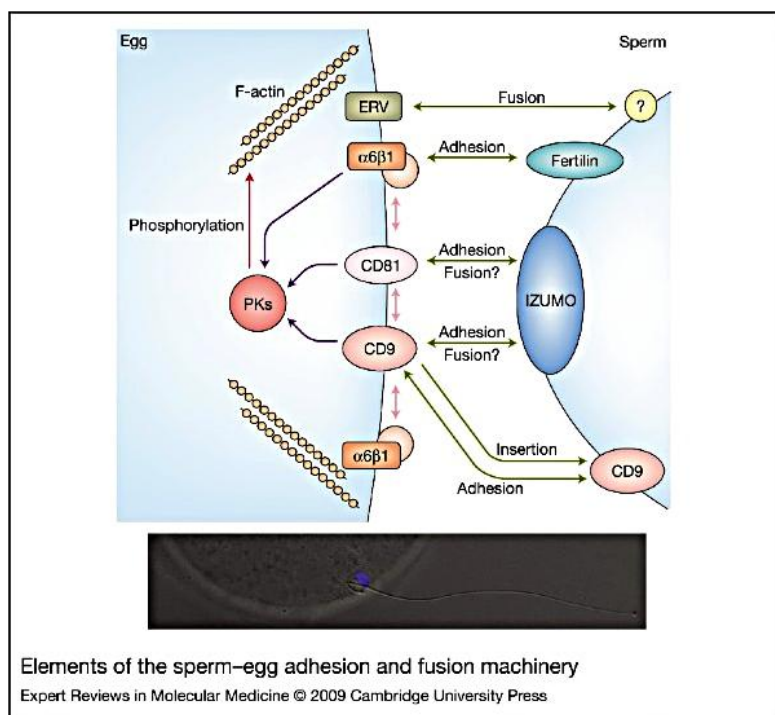 Egg
Sperm
F-actin
ERV
Fusion
?
α6β1
Adhesion
Fertilin
Phosphorylation
CD81
Adhesion
Fusion?
IZUMO
PKs
CD9
Adhesion
Fusion?
α6β1
Insertion
Adhesion
CD9
Elements of the sperm–egg adhesion and fusion machinery
Expert Reviews in Molecular Medicine © 2009 Cambridge University Press